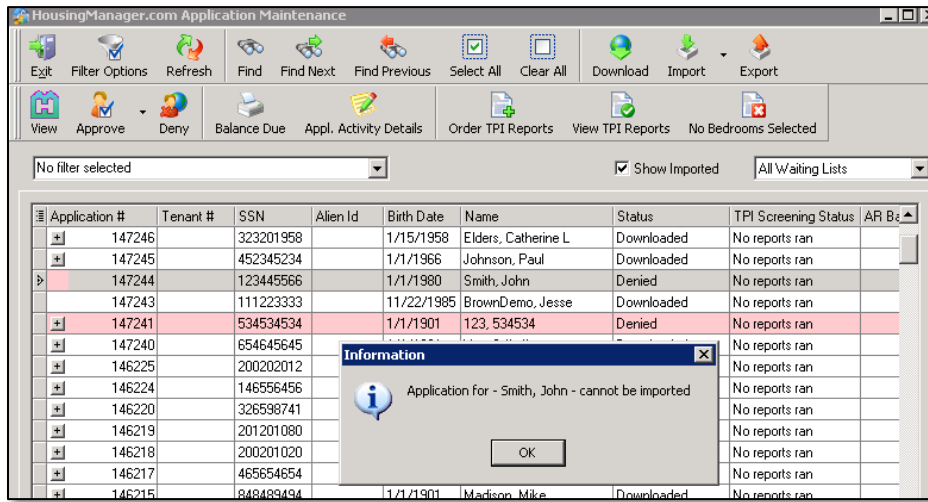 HousingManager.com Application Maintenance
Exit Filter Options Refresh Find Find Next Find Previous Select All Clear All Download Import Export
View Approve Deny Balance Due Appl. Activity Details Order TPI Reports View TPI Reports No Bedrooms Selected
No filter selected Show Imported All Waiting Lists
Application # Tenant # SSN Alien Id Birth Date Name Status TPI Screening Status AR Ba
147246 323201958 1/15/1958 Elders, Catherine L Downloaded No reports ran
147245 452345234 1/1/1966 Johnson, Paul Downloaded No reports ran
147244 123445566 1/1/1980 Smith, John Denied No reports ran
147243 111223333 11/22/1985 BrownDemo, Jesse Downloaded No reports ran
147241 534534534 1/1/1901 123, 534534 Denied No reports ran
147240 654645645 No reports ran
146225 200202012 No reports ran
146224 146556456 No reports ran
146220 326598741 No reports ran
146219 201201080 No reports ran
146218 200201020 No reports ran
146217 465654654 No reports ran
146215 848489494 1/1/1901 Madison, Mike Downloaded No reports ran
Information
Application for - Smith, John - cannot be imported
OK